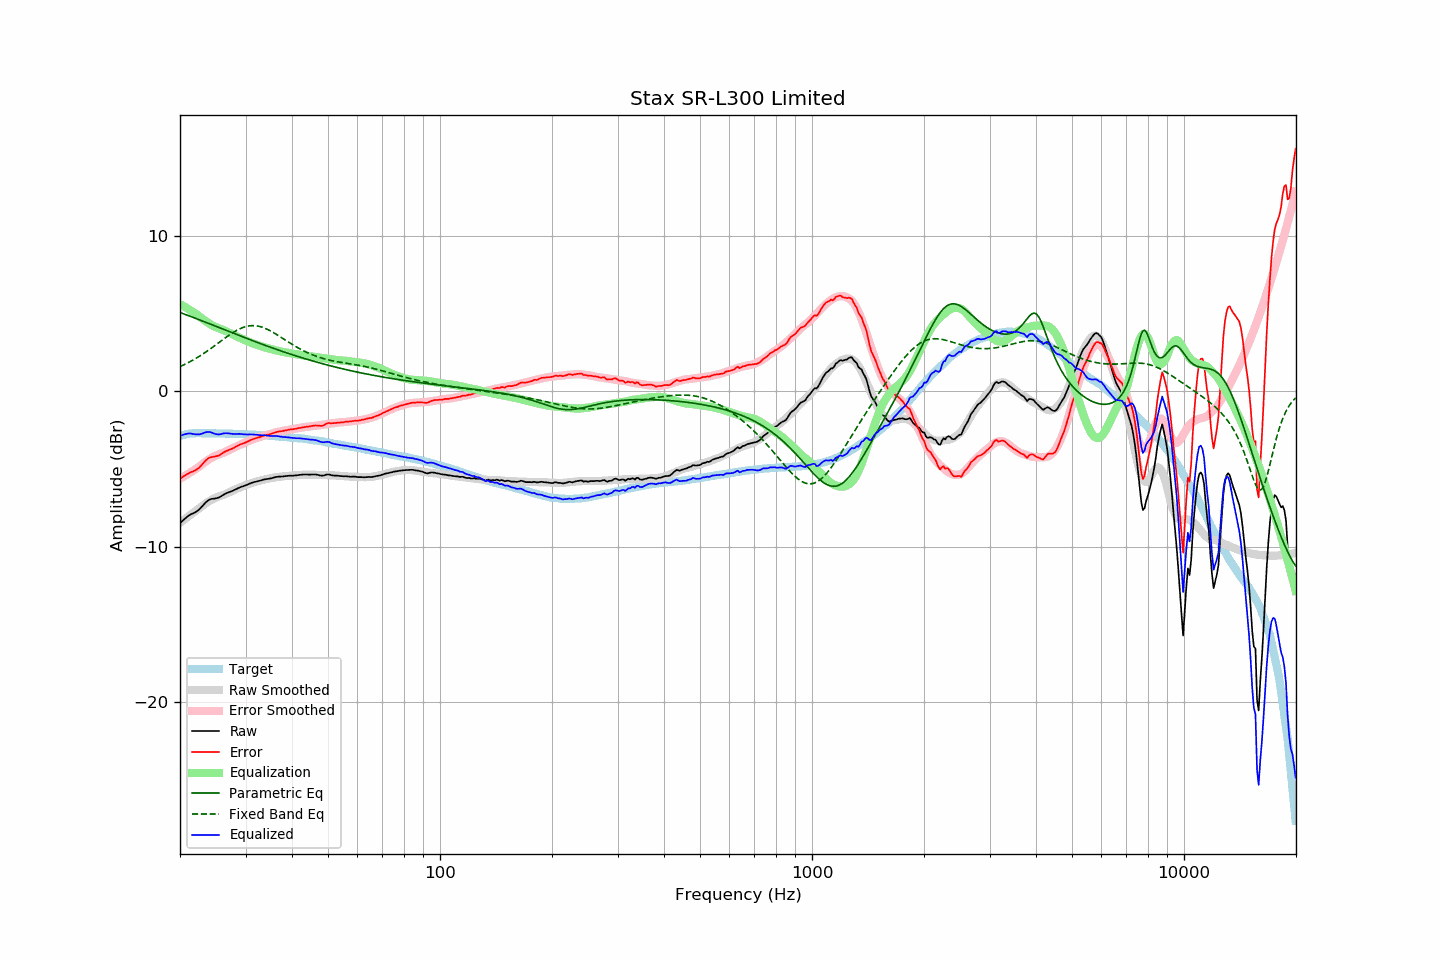 Stax SR-L300 Limited
Amplitude (dBr)
10
0
−10
−20
100
1000
10000
Frequency (Hz)
Target
Raw Smoothed
Error Smoothed
Raw
Error
Equalization
Parametric Eq
Fixed Band Eq
Equalized